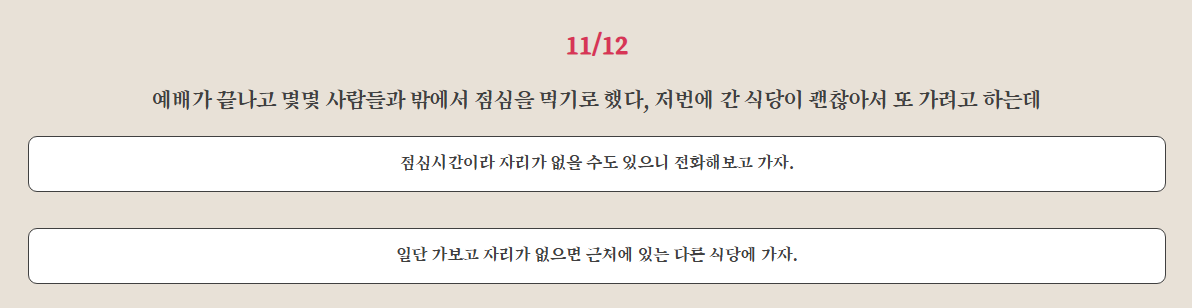 11/12
예배가 끝나고 몇몇 사람들과 밖에서 점심을 먹기로 했다, 저번에 간 식당이 괜찮아서 또 가려고 하는데
점심시간이라 자리가 없을 수도 있으니 전화해보고 가자.
일단 가보고 자리가 없으면 근처에 있는 다른 식당에 가자.